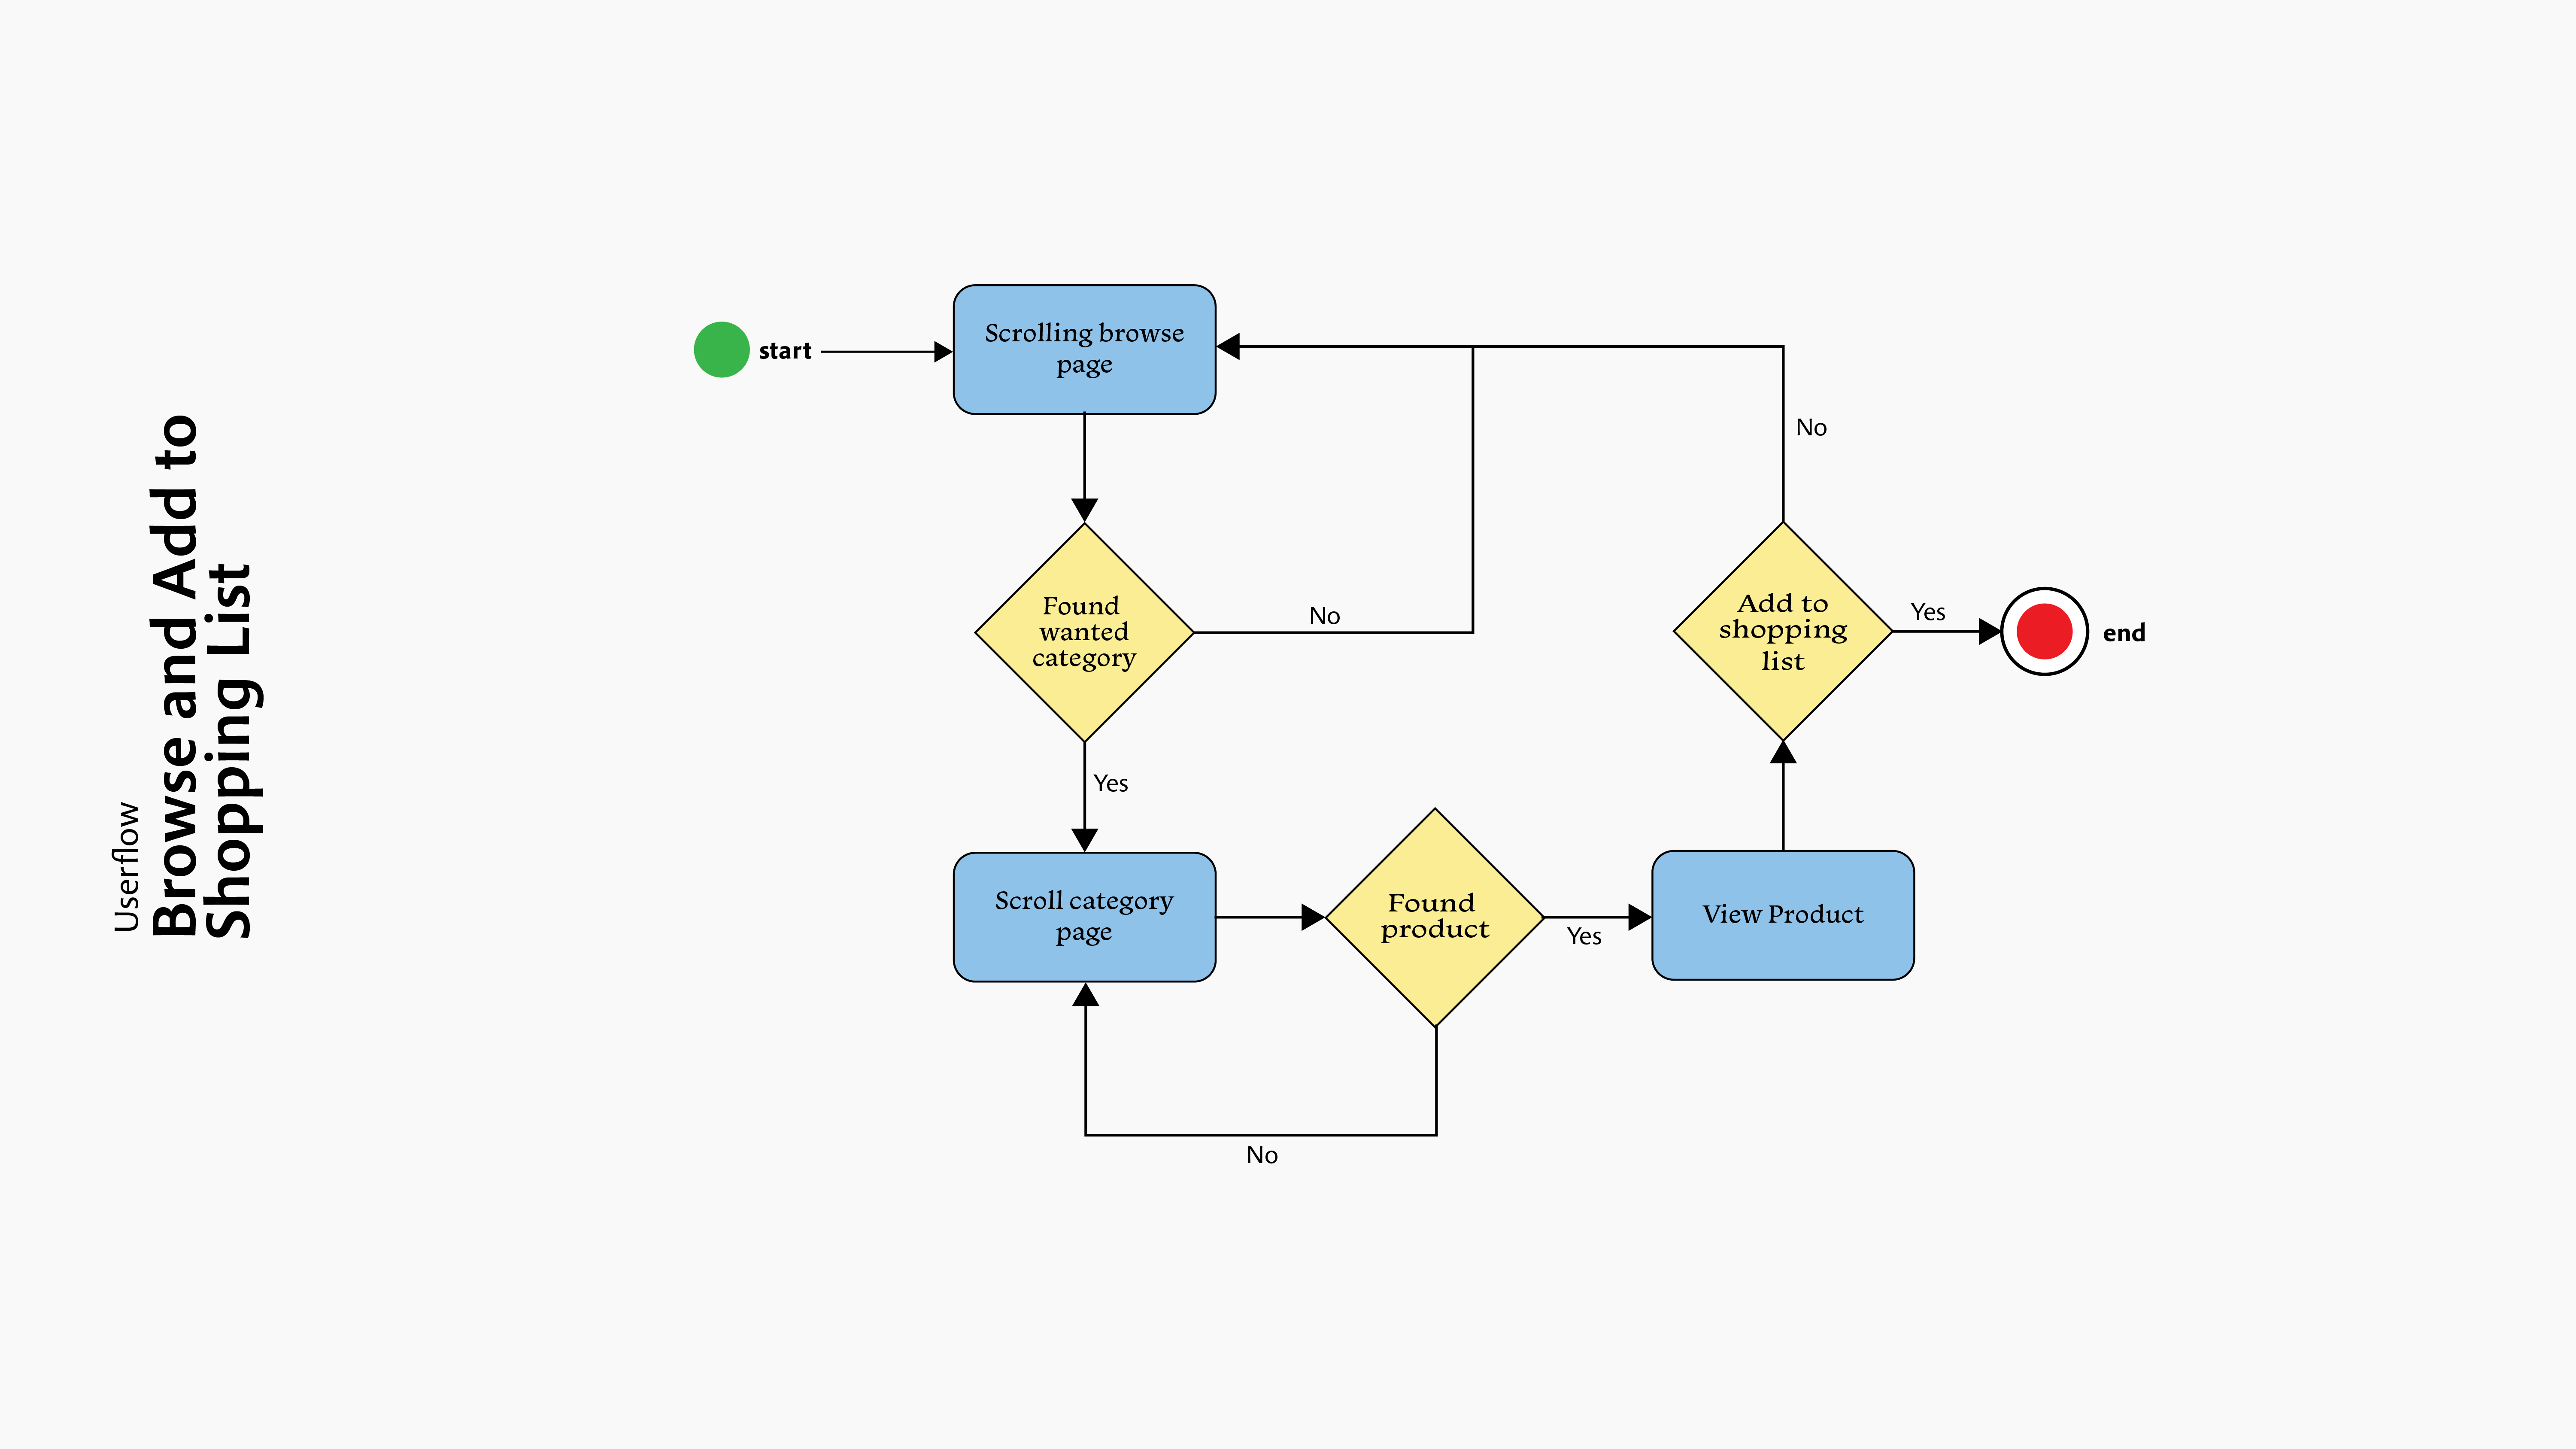 Userflow
Browse and Add to
Shopping List
start
Scrolling browse
page
No
Found
wanted
category
No
Add to
shopping
list
Yes
end
Yes
Scroll category
page
Found
product
Yes
View Product
No